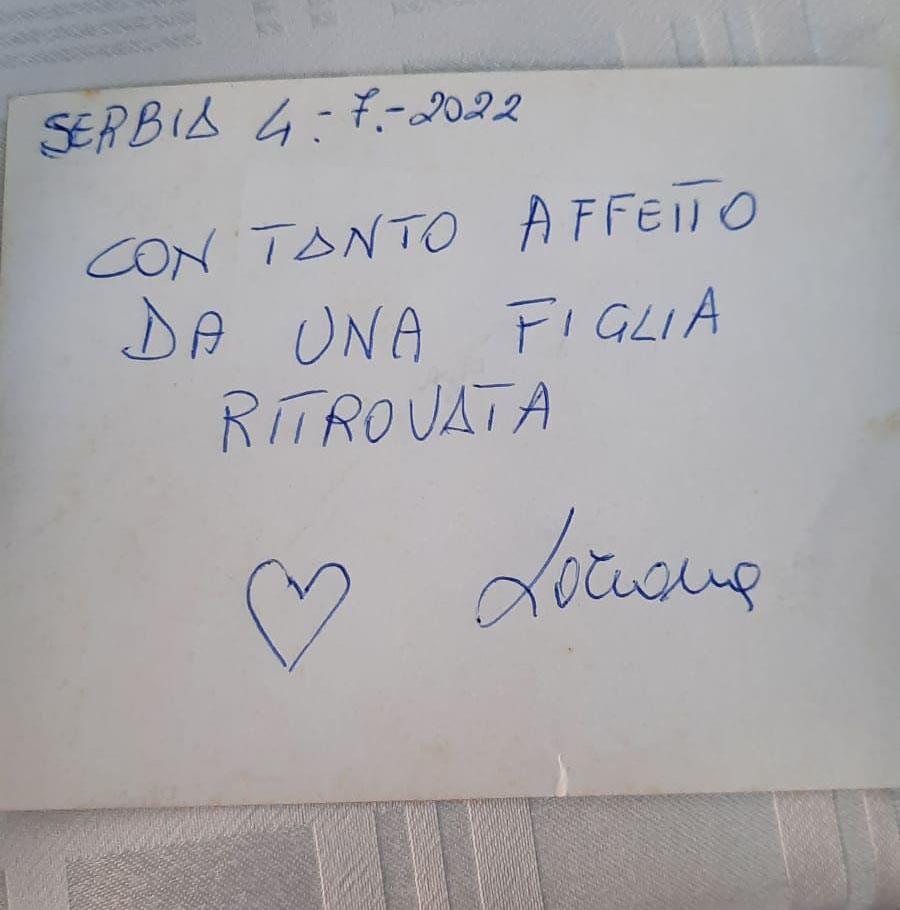 SERBIA 4.-7.-2022
CON TANTO AFFETTO
DA UNA FIGLIA
RITROVATA